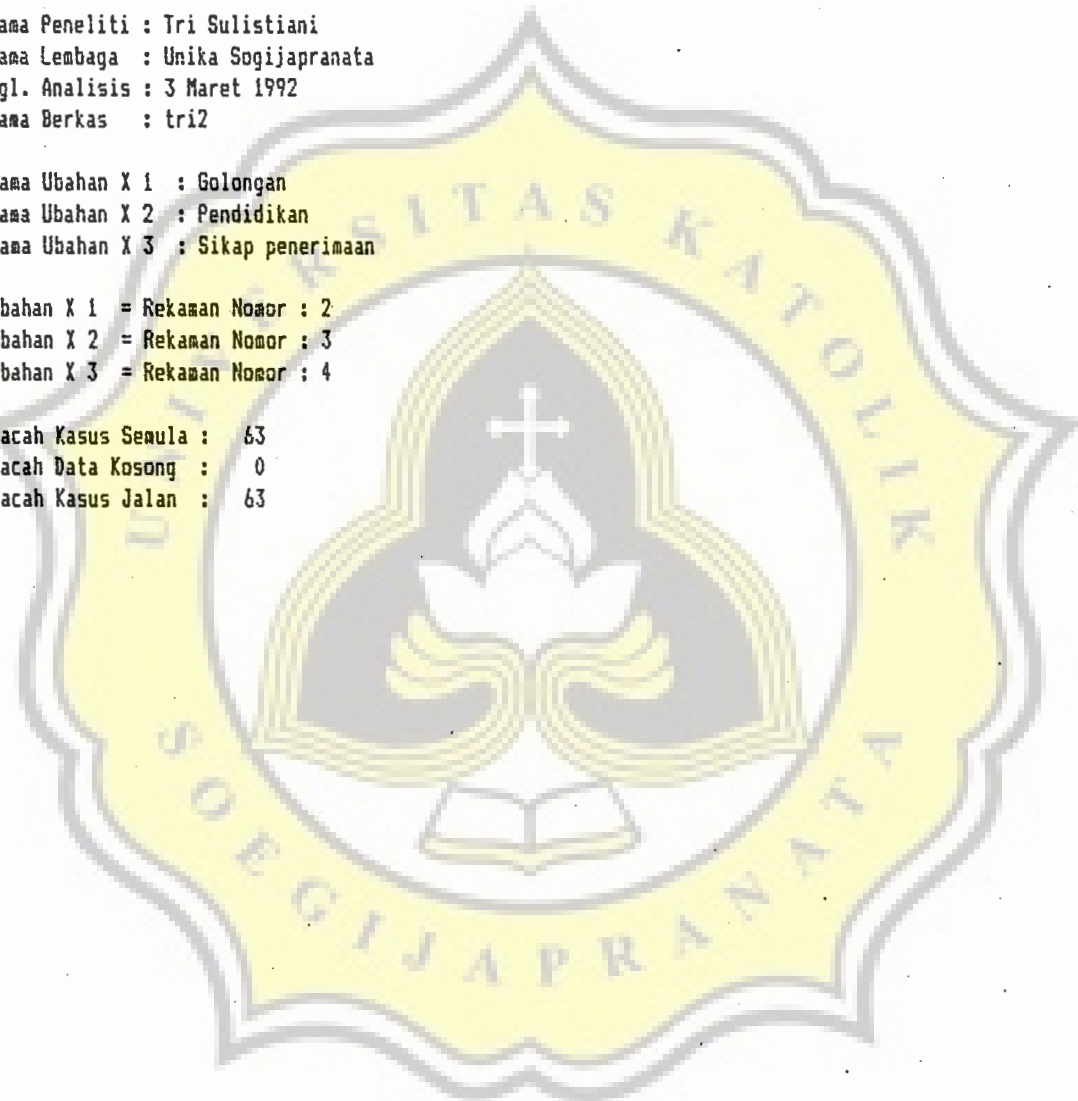 ama Peneliti : Tri Sulistiani
ama Lembaga : Unika Sogijapranata
gl. Analisis : 3 Maret 1992
ama Berkas : tri2
ama Ubahan X 1 : Golongan
ama Ubahan X 2 : Pendidikan
ama Ubahan X 3 : Sikap penerimaan
bahan X 1 = Rekaman Nomor : 2
bahan X 2 = Rekaman Nomor : 3
bahan X 3 = Rekaman Nomor : 4
acah Kasus Semula : 63
acah Data Kosong : 0
acah Kasus Jalan : 63
UNIVERSITAS KATOLIK
SOEGIJAPRANATA